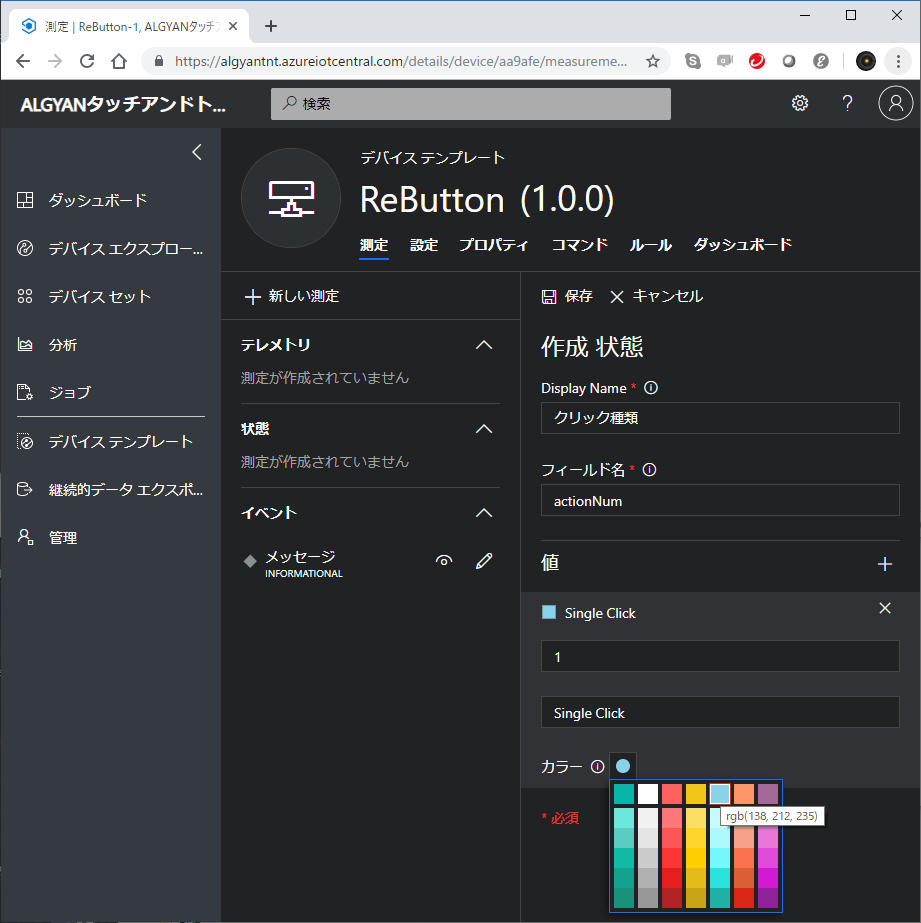 測定 | ReButton-1, ALGYANタッチア
https://algyantnt.azureiotcentral.com/details/device/aa9afe/measureme...
ALGYANタッチアンドト...
検索
ダッシュボード
デバイス エクスプロー...
デバイス セット
分析
ジョブ
デバイス テンプレート
継続的データ エクスポ...
管理
デバイス テンプレート
ReButton (1.0.0)
測定 設定 プロパティ コマンド ルール ダッシュボード
新しい測定
テレメトリ
測定が作成されていません
状態
測定が作成されていません
イベント
メッセージ
INFORMATIONAL
保存 キャンセル
作成 状態
Display Name *
クリック種類
フィールド名 *
actionNum
値
Single Click
1
Single Click
カラー
rgb(138, 212, 235)
* 必須